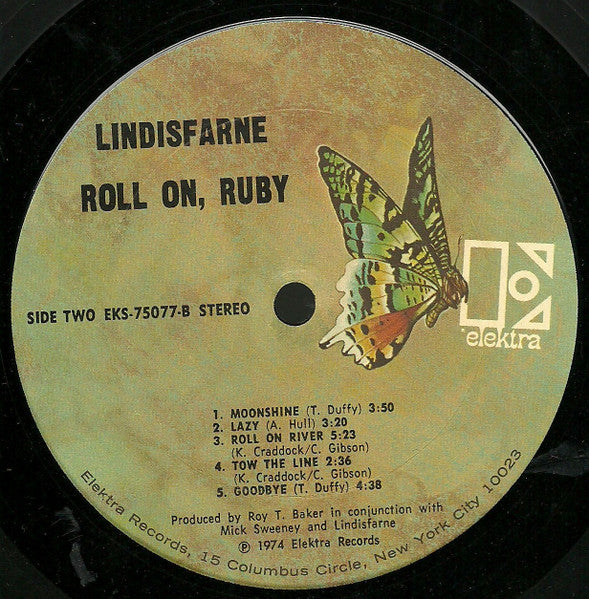 LINDISFARNE
ROLL ON, RUBY
SIDE TWO EKS-75077-B STEREO
elektra
1. MOONSHINE (T. Duffy) 3:50
2. LAZY (A. Hull) 3:20
3. ROLL ON RIVER 5:23
(K. Craddock/C. Gibson)
4. TOW THE LINE 2:36
(K. Craddock/C. Gibson)
5. GOODBYE (T. Duffy) 4:38
Produced by Roy T. Baker in conjunction with
Mick Sweeney and Lindisfarne
℗ 1974 Elektra Records
Elektra Records, 15 Columbus Circle, New York City 10023